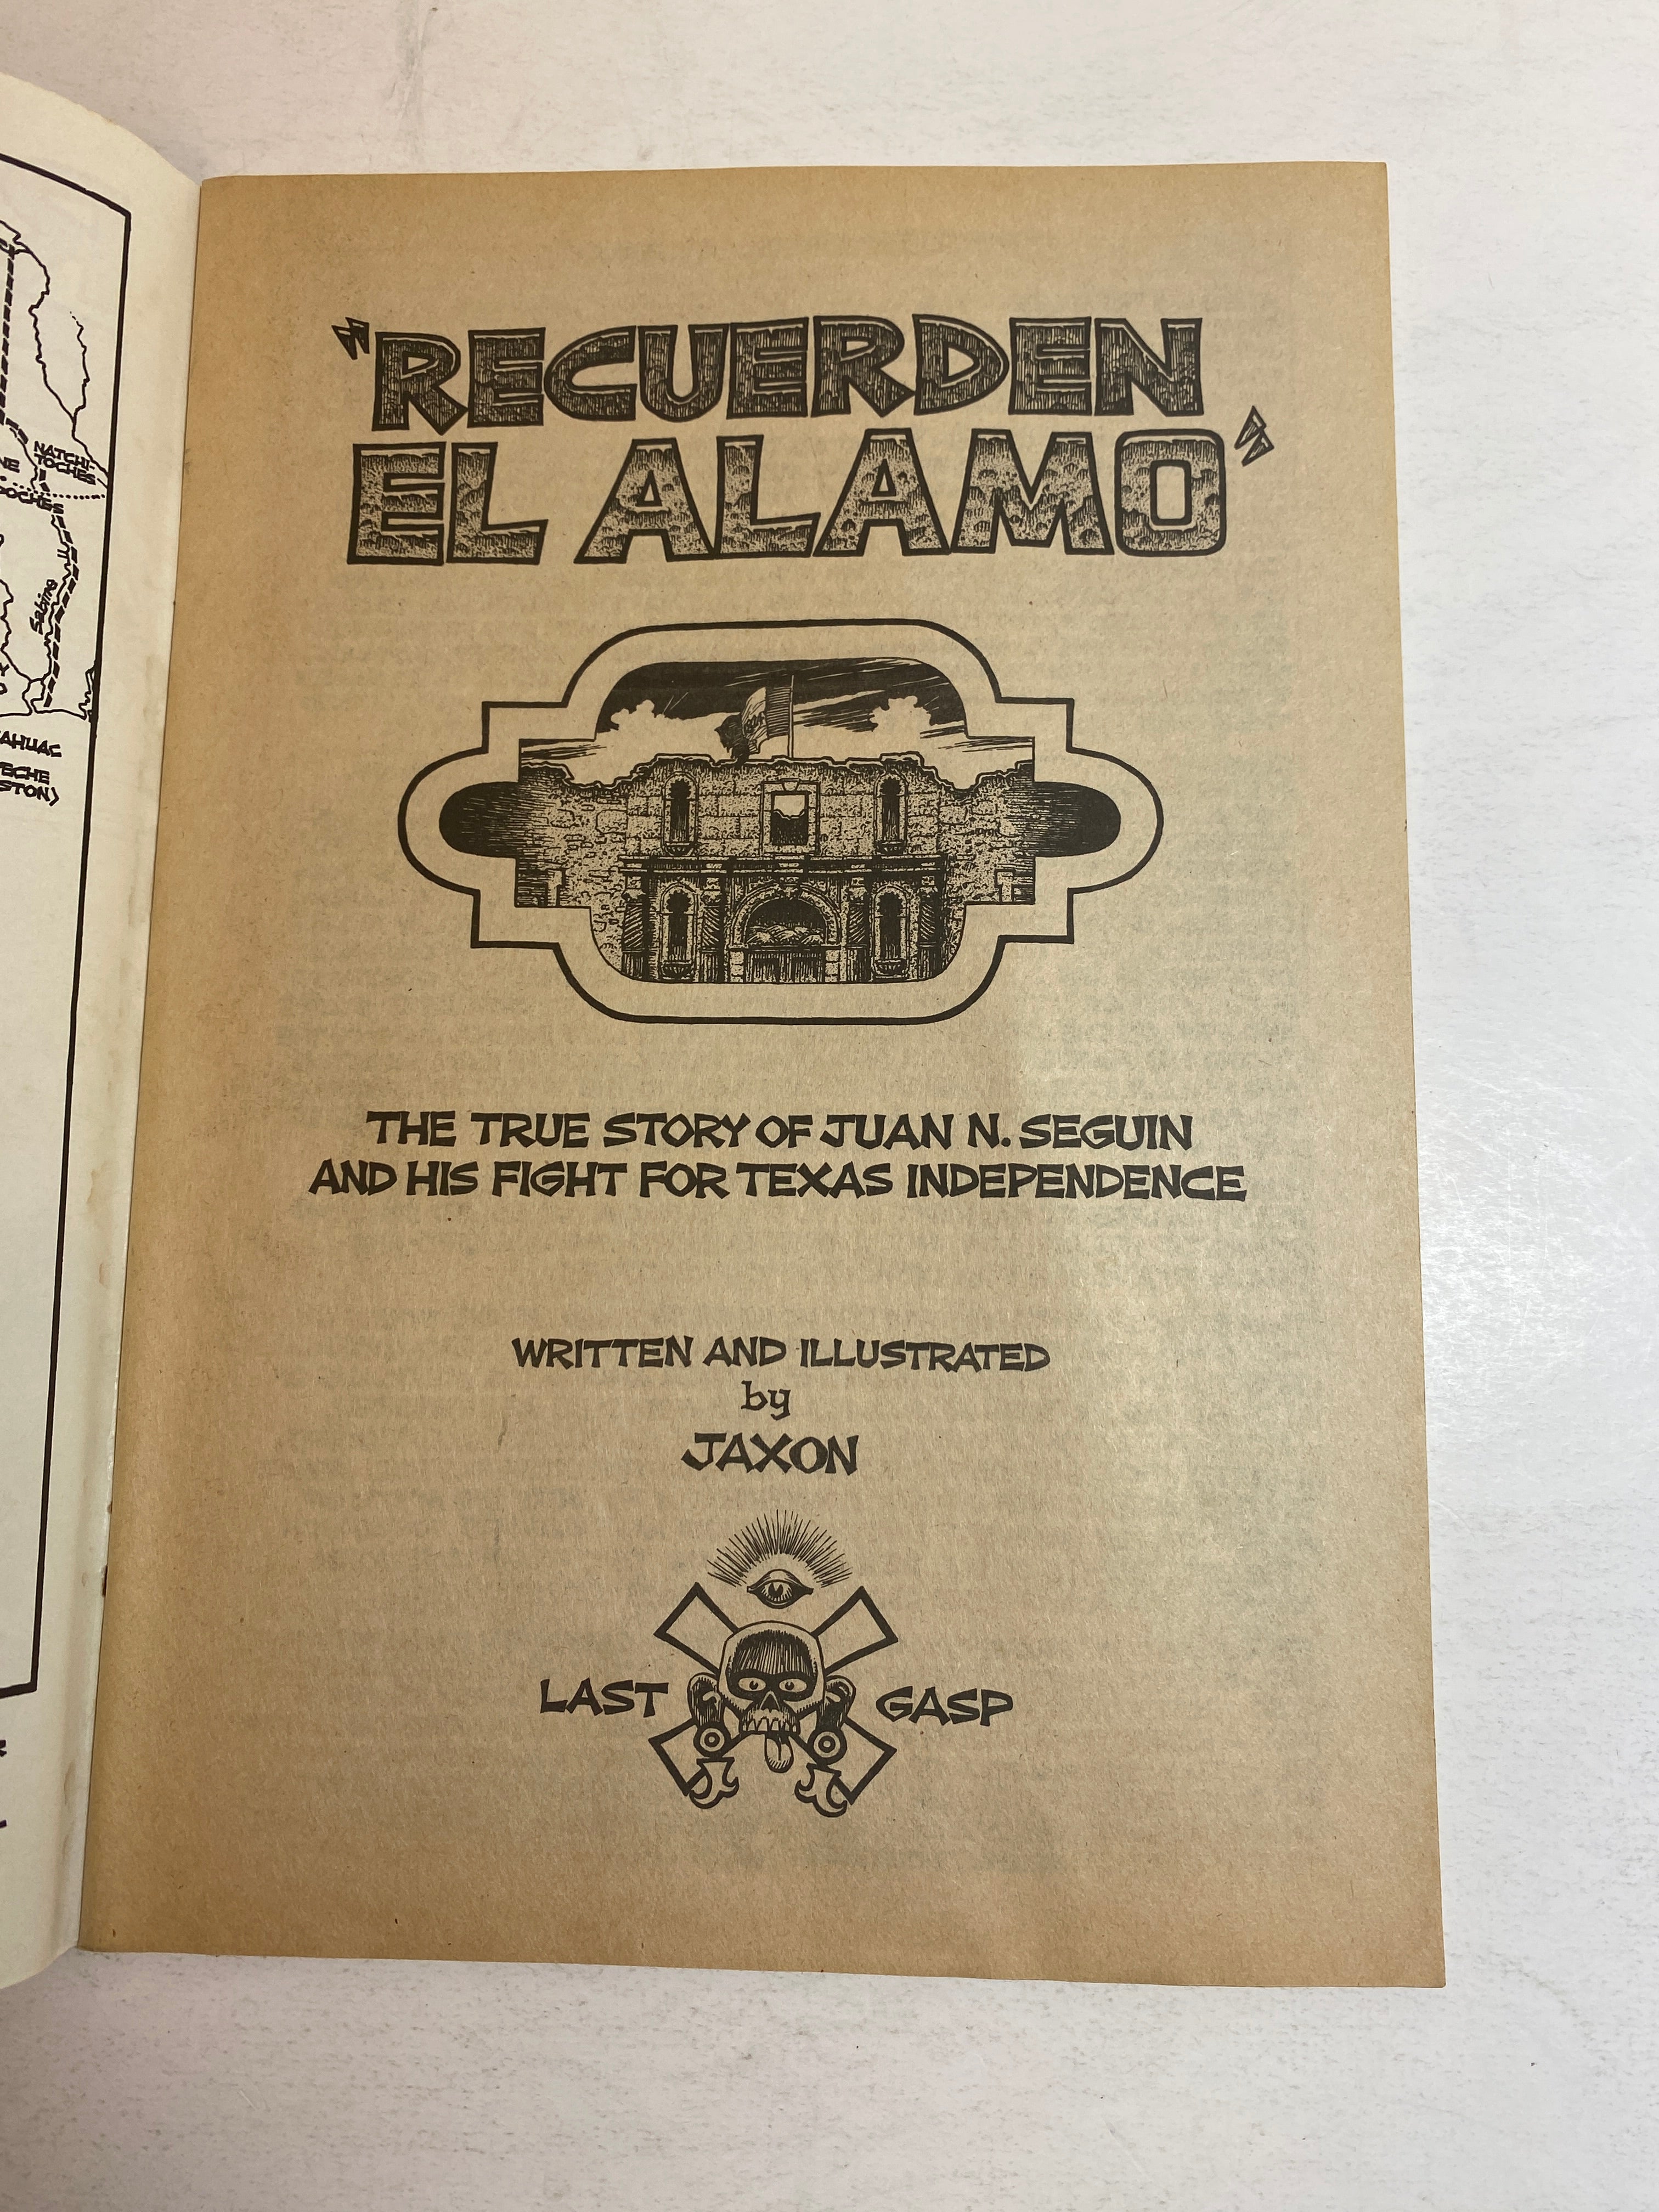 NATCHI-
TOCHES
Sabine
"RECUERDEN
EL ALAMO"
THE TRUE STORY OF JUAN N. SEGUIN
AND HIS FIGHT FOR TEXAS INDEPENDENCE
WRITTEN AND ILLUSTRATED
by
JAXON
LAST GASP